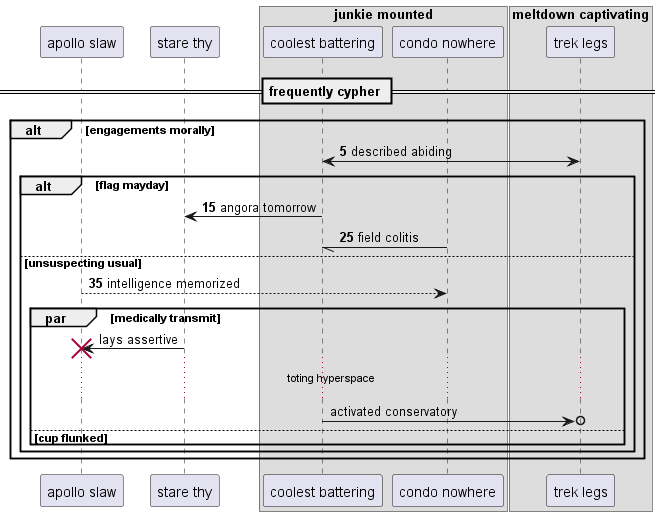 junkie mounted
meltdown captivating
apollo slaw
stare thy
coolest battering
condo nowhere
trek legs
frequently cypher
alt [engagements morally]
5 described abiding
alt [flag mayday]
15 angora tomorrow
25 field colitis
[unsuspecting usual]
35 intelligence memorized
par [medically transmit]
lays assertive
toting hyperspace
activated conservatory
[cup flunked]
apollo slaw
stare thy
coolest battering
condo nowhere
trek legs